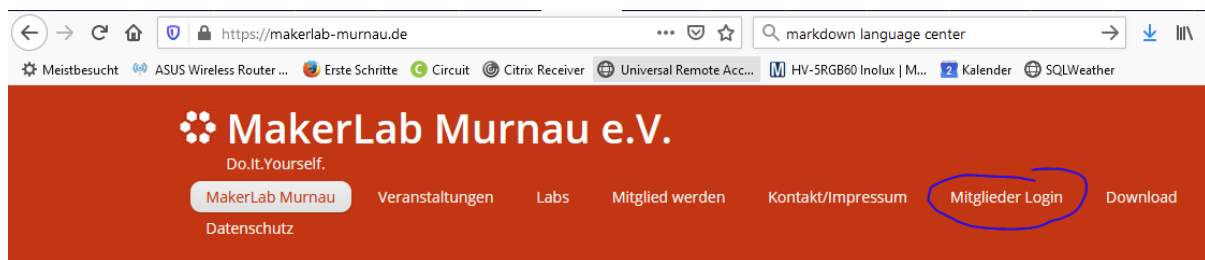 https://makerlab-murnau.de
markdown language center
Meistbesucht ASUS Wireless Router ... Erste Schritte Circuit Citrix Receiver Universal Remote Acc... HV-5RGB60 Inolux | M... 2 Kalender SQLWeather
MakerLab Murnau e.V.
Do.It.Yourself.
MakerLab Murnau Veranstaltungen Labs Mitglied werden Kontakt/Impressum Mitglieder Login Download
Datenschutz